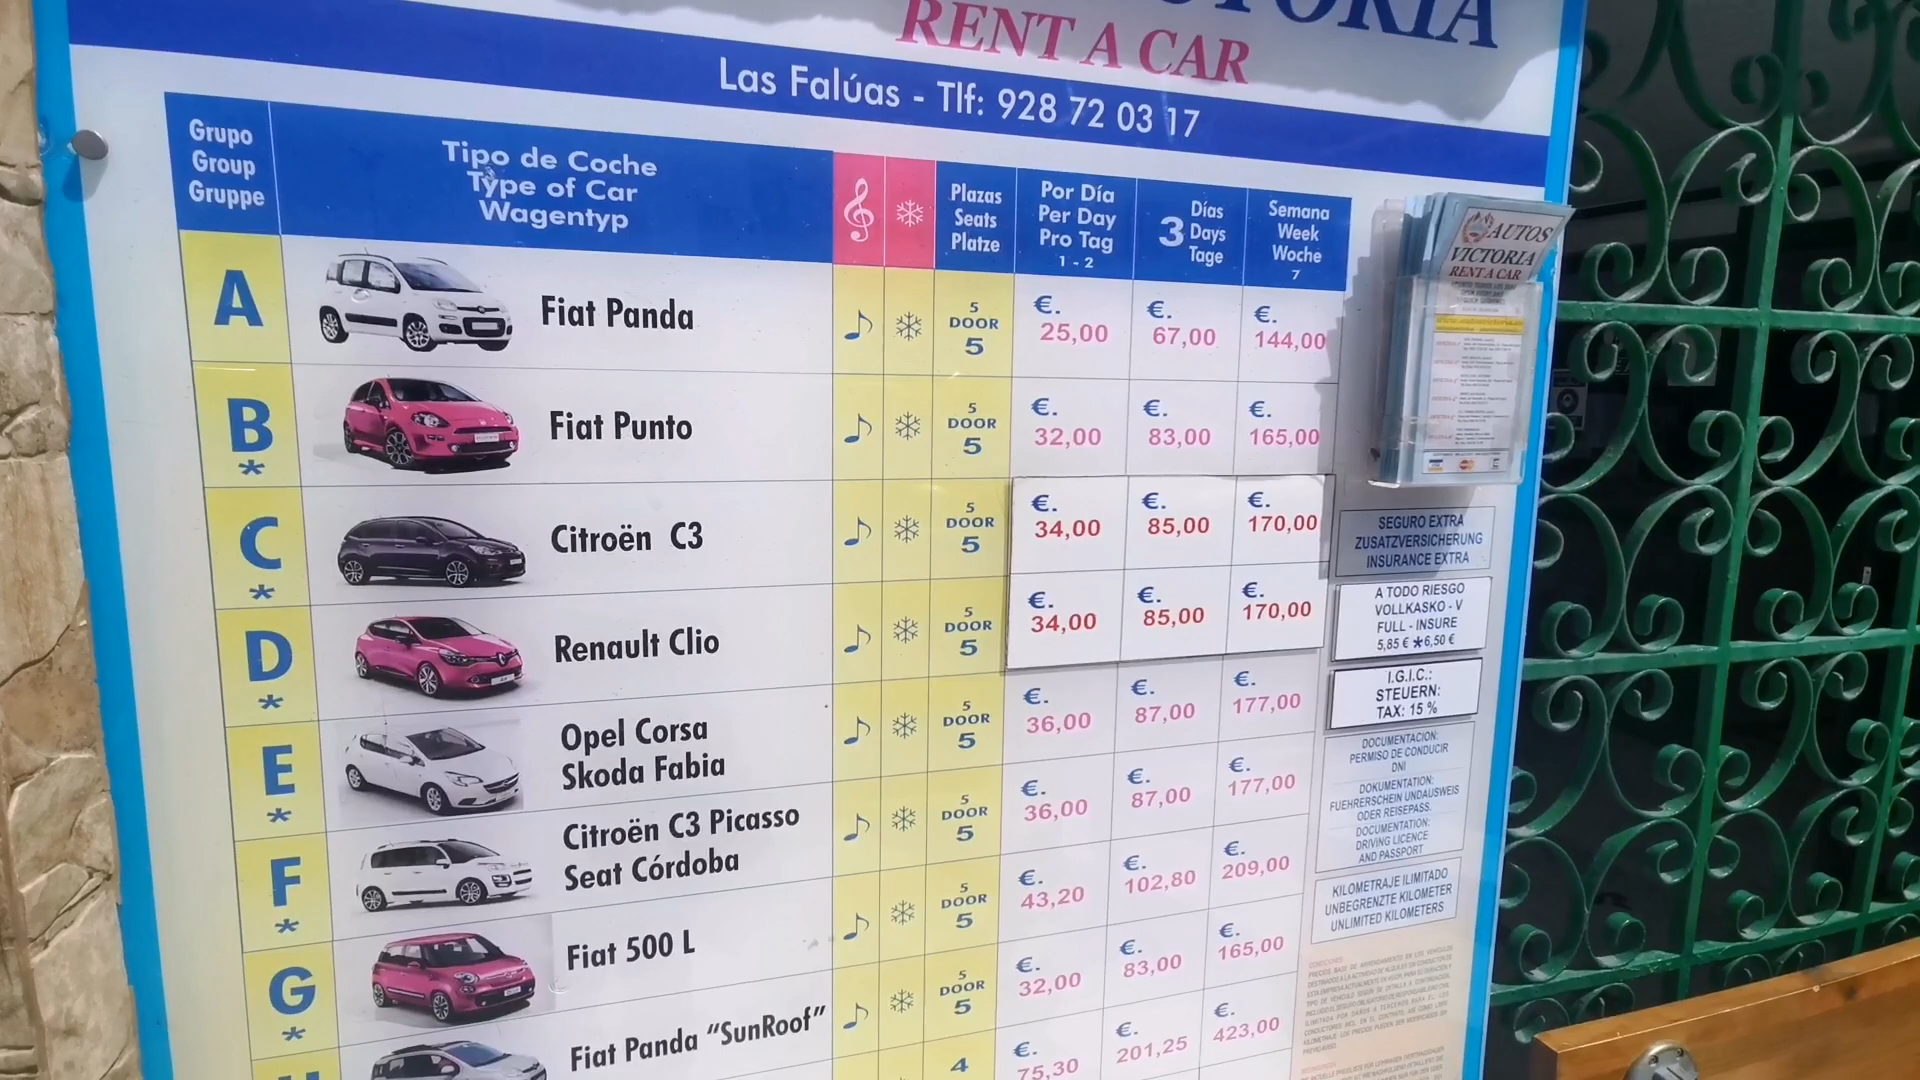 VICTORIA
RENT A CAR
Las Falúas - Tlf: 928 72 03 17
Grupo
Group
Gruppe
Tipo de Coche
Type of Car
Wagentyp
Plazas
Seats
Platze
Por Día
Per Day
Pro Tag
1 - 2
3 Días
Days
Tage
Semana
Week
Woche
7
A
Fiat Panda
5
DOOR
5
€.
25,00
€.
67,00
€.
144,00
B
*
Fiat Punto
5
DOOR
5
€.
32,00
€.
83,00
€.
165,00
C
*
Citroën C3
5
DOOR
5
€.
34,00
€.
85,00
€.
170,00
D
*
Renault Clio
5
DOOR
5
€.
34,00
€.
85,00
€.
170,00
E
*
Opel Corsa
Skoda Fabia
5
DOOR
5
€.
36,00
€.
87,00
€.
177,00
F
*
Citroën C3 Picasso
Seat Córdoba
5
DOOR
5
€.
36,00
€.
87,00
€.
177,00
G
*
Fiat 500 L
5
DOOR
5
€.
43,20
€.
102,80
€.
209,00
Fiat Panda “SunRoof”
5
DOOR
5
€.
32,00
€.
83,00
€.
165,00
4
€.
75,30
€.
201,25
€.
423,00
AUTOS
VICTORIA
RENT A CAR
SEGURO EXTRA
ZUSATZVERSICHERUNG
INSURANCE EXTRA
A TODO RIESGO
VOLLKASKO - V
FULL - INSURE
5,85 € *6,50 €
I.G.I.C.:
STEUERN:
TAX: 15 %
DOCUMENTACION:
PERMISO DE CONDUCIR
DNI
DOKUMENTATION:
FUEHRERSCHEIN UNDAUSWEIS
ODER REISEPASS.
DOCUMENTATION:
DRIVING LICENCE
AND PASSPORT
KILOMETRAJE ILIMITADO
UNBEGRENZTE KILOMETER
UNLIMITED KILOMETERS